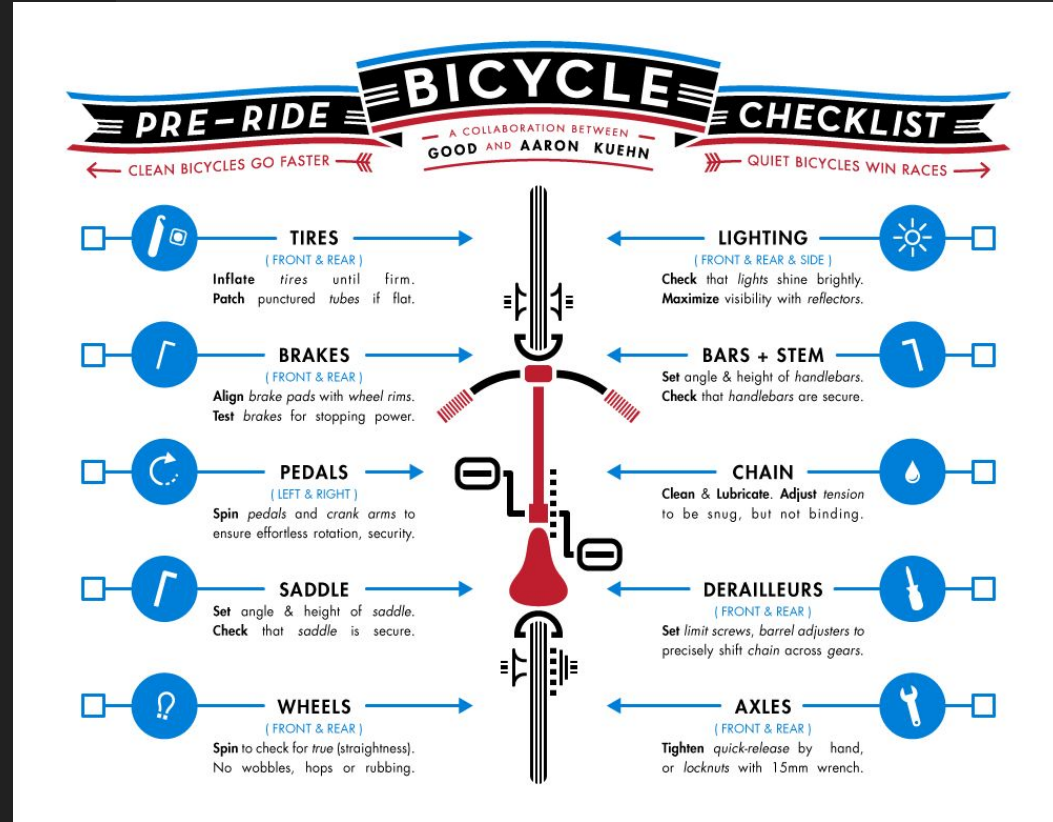 PRE-RIDE BICYCLE CHECKLIST
A COLLABORATION BETWEEN
GOOD AND AARON KUEHN
CLEAN BICYCLES GO FASTER
QUIET BICYCLES WIN RACES
TIRES
( FRONT & REAR )
Inflate tires until firm.
Patch punctured tubes if flat.
BRAKES
( FRONT & REAR )
Align brake pads with wheel rims.
Test brakes for stopping power.
PEDALS
( LEFT & RIGHT )
Spin pedals and crank arms to
ensure effortless rotation, security.
SADDLE
Set angle & height of saddle.
Check that saddle is secure.
WHEELS
( FRONT & REAR )
Spin to check for true (straightness).
No wobbles, hops or rubbing.
LIGHTING
( FRONT & REAR & SIDE )
Check that lights shine brightly.
Maximize visibility with reflectors.
BARS + STEM
Set angle & height of handlebars.
Check that handlebars are secure.
CHAIN
Clean & Lubricate. Adjust tension
to be snug, but not binding.
DERAILLEURS
( FRONT & REAR )
Set limit screws, barrel adjusters to
precisely shift chain across gears.
AXLES
( FRONT & REAR )
Tighten quick-release by hand,
or locknuts with 15mm wrench.